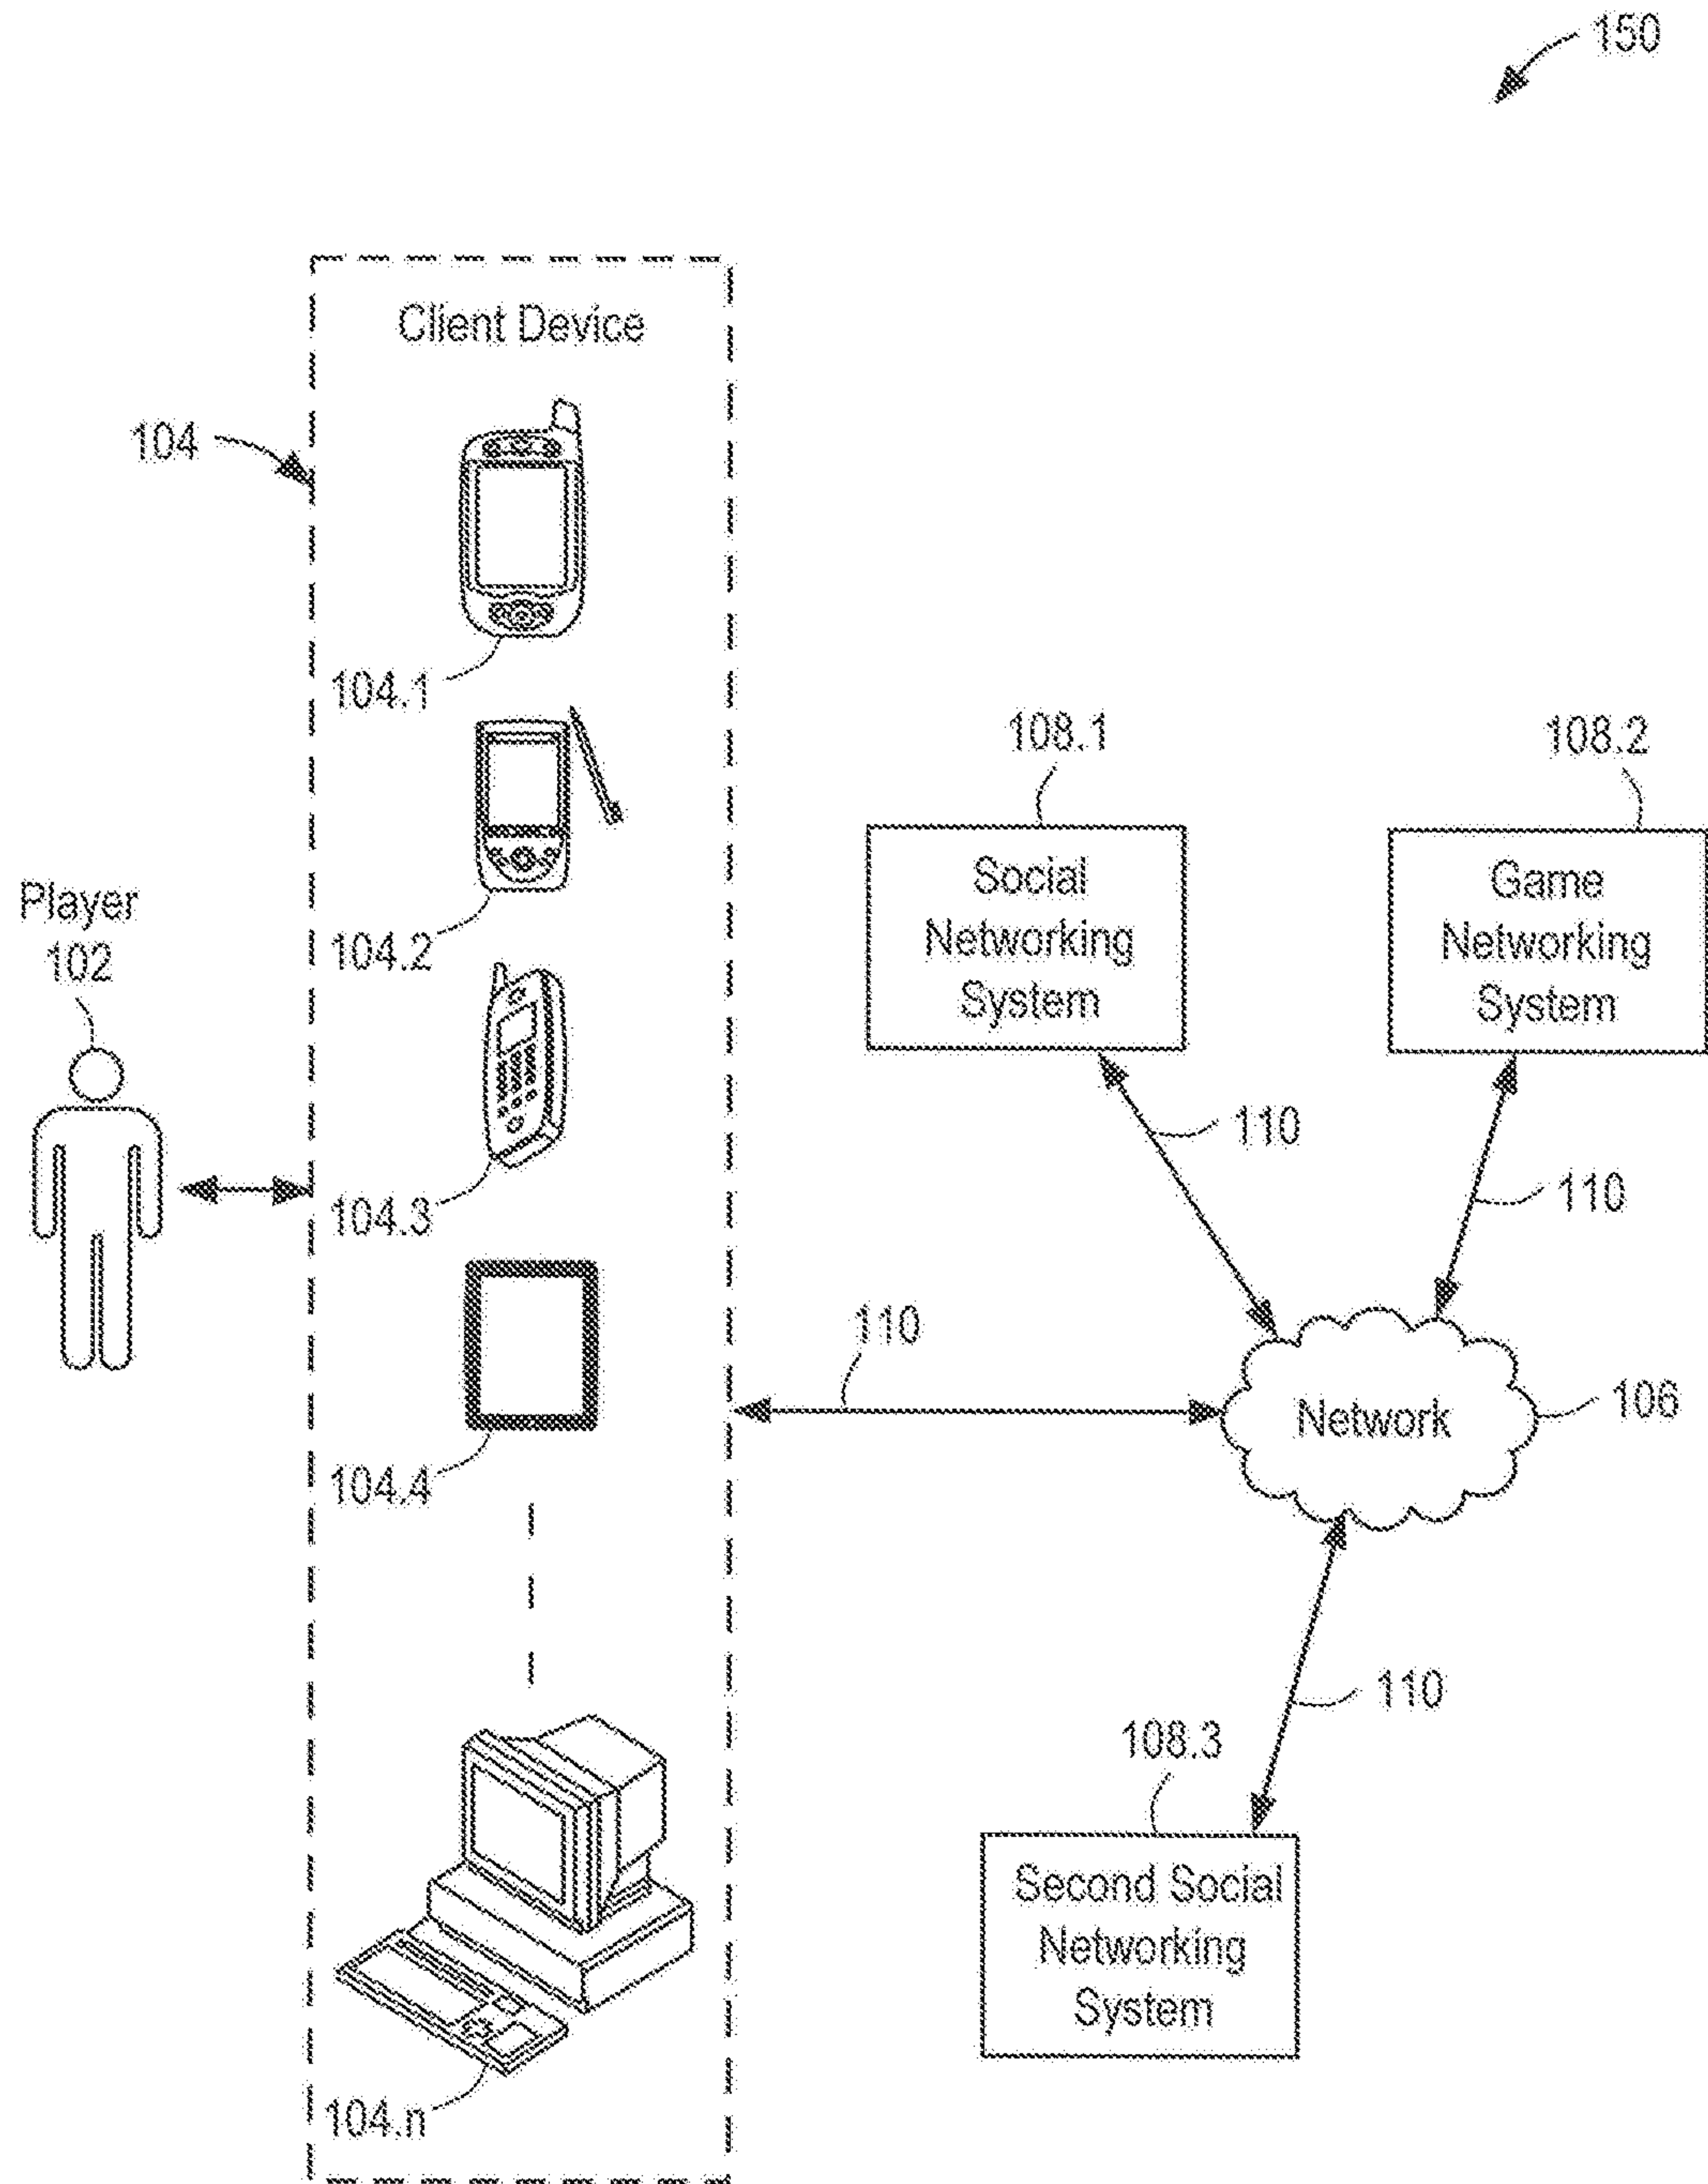 150
Client Device
104
104.1
104.2
104.3
104.4
104.n
Player
102
108.1
Social
Networking
System
108.2
Game
Networking
System
110
110
110
Network
106
110
108.3
Second Social
Networking
System